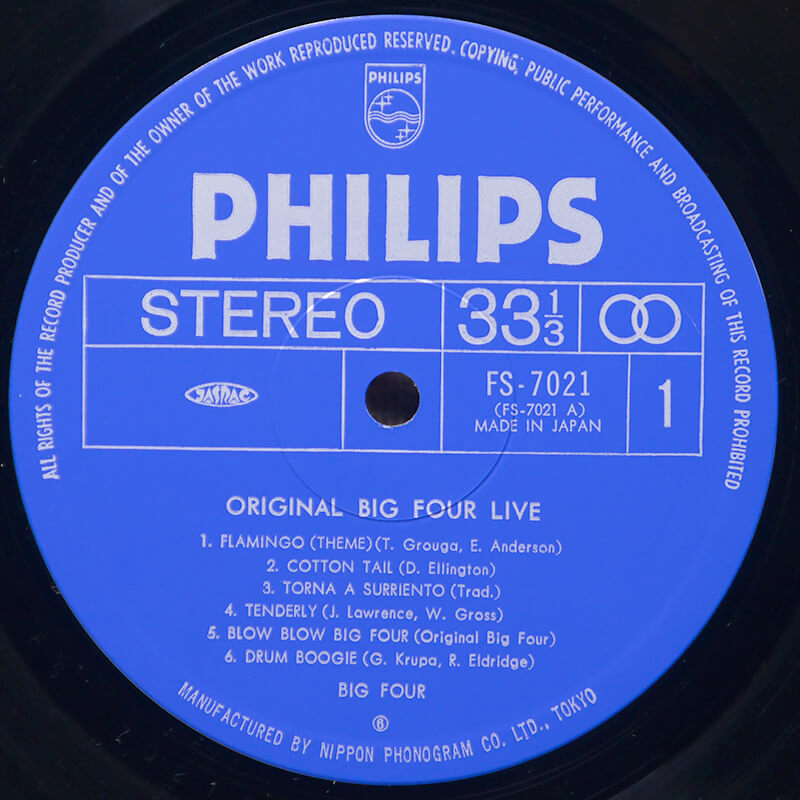 ALL RIGHTS OF THE RECORD PRODUCER AND OF THE OWNER OF THE WORK REPRODUCED RESERVED. COPYING, PUBLIC PERFORMANCE AND BROADCASTING OF THIS RECORD PROHIBITED
PHILIPS
PHILIPS
STEREO 33 1/3
JASRAC
FS-7021
(FS-7021 A)
MADE IN JAPAN
1
ORIGINAL BIG FOUR LIVE
1. FLAMINGO (THEME) (T. Grouga, E. Anderson)
2. COTTON TAIL (D. Ellington)
3. TORNA A SURRIENTO (Trad.)
4. TENDERLY (J. Lawrence, W. Gross)
5. BLOW BLOW BIG FOUR (Original Big Four)
6. DRUM BOOGIE (G. Krupa, R. Eldridge)
BIG FOUR
MANUFACTURED BY NIPPON PHONOGRAM CO. LTD., TOKYO